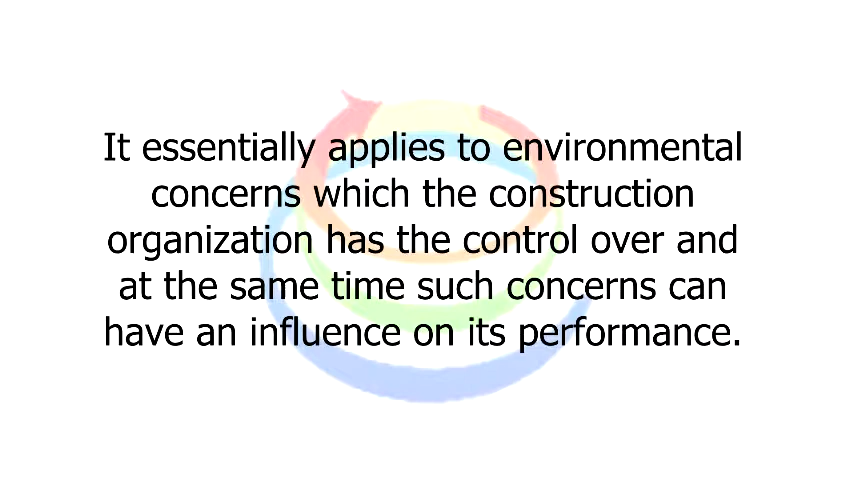 It essentially applies to environmental
concerns which the construction
organization has the control over and
at the same time such concerns can
have an influence on its performance.